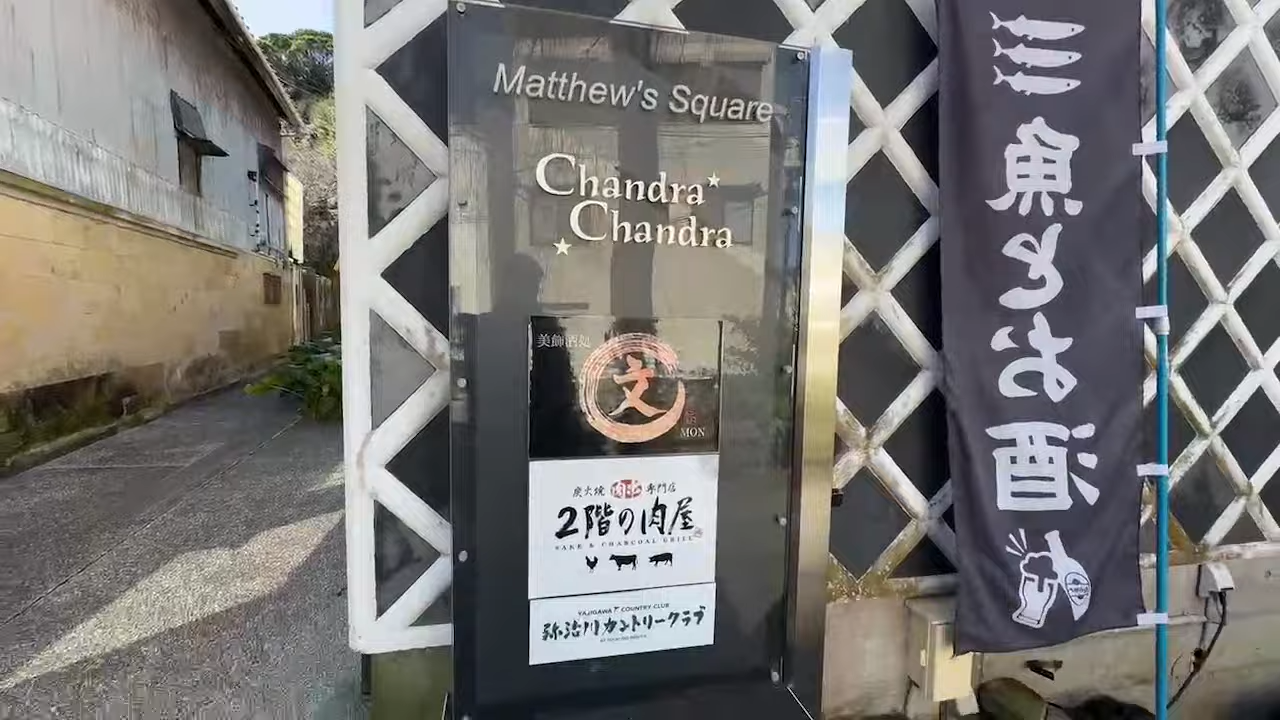 Matthew's Square
Chandra
Chandra
美飾酒処
文
MON
炭火焼 専門店
2階の肉屋
SAKE & CHARCOAL GRILL
YAJIGAWA COUNTRY CLUB
弥治川カントリークラブ
魚とお酒